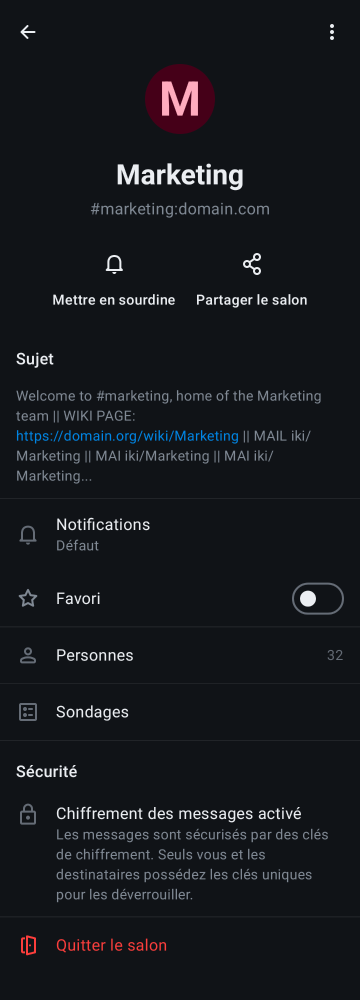 M
Marketing
#marketing:domain.com
Mettre en sourdine
Partager le salon
Sujet
Welcome to #marketing, home of the Marketing
team || WIKI PAGE:
https://domain.org/wiki/Marketing || MAIL iki/
Marketing || MAI iki/Marketing || MAI iki/
Marketing...
Notifications
Défaut
Favori
Personnes 32
Sondages
Sécurité
Chiffrement des messages activé
Les messages sont sécurisés par des clés
de chiffrement. Seuls vous et les
destinataires possédez les clés uniques
pour les déverrouiller.
Quitter le salon